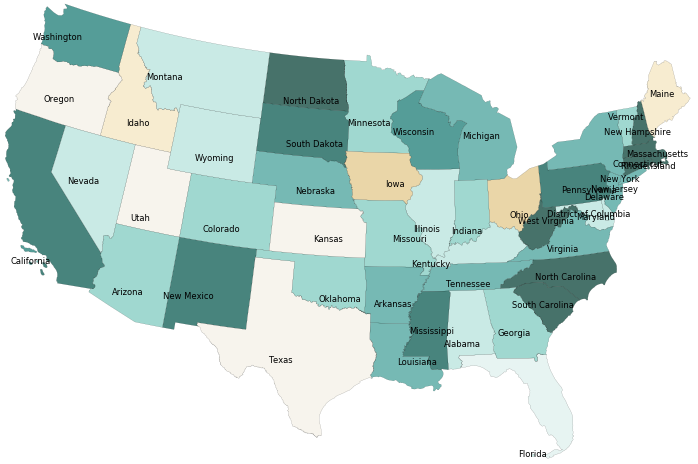 Washington
Montana
Maine
Oregon
Idaho
North Dakota
Minnesota
Wisconsin
Michigan
Vermont
New Hampshire
South Dakota
Massachusetts
Wyoming
Connecticut
Rhodensland
Nevada
Nebraska
Iowa
Pennsylvania
New York
New Jersey
Delaware
Utah
Colorado
Kansas
Missouri
Illinois
Indiana
Ohio
West Virginia
District of Columbia
Maryland
Virginia
California
Kentucky
Arizona
New Mexico
Oklahoma
Arkansas
Tennessee
North Carolina
South Carolina
Mississippi
Alabama
Georgia
Texas
Louisiana
Florida